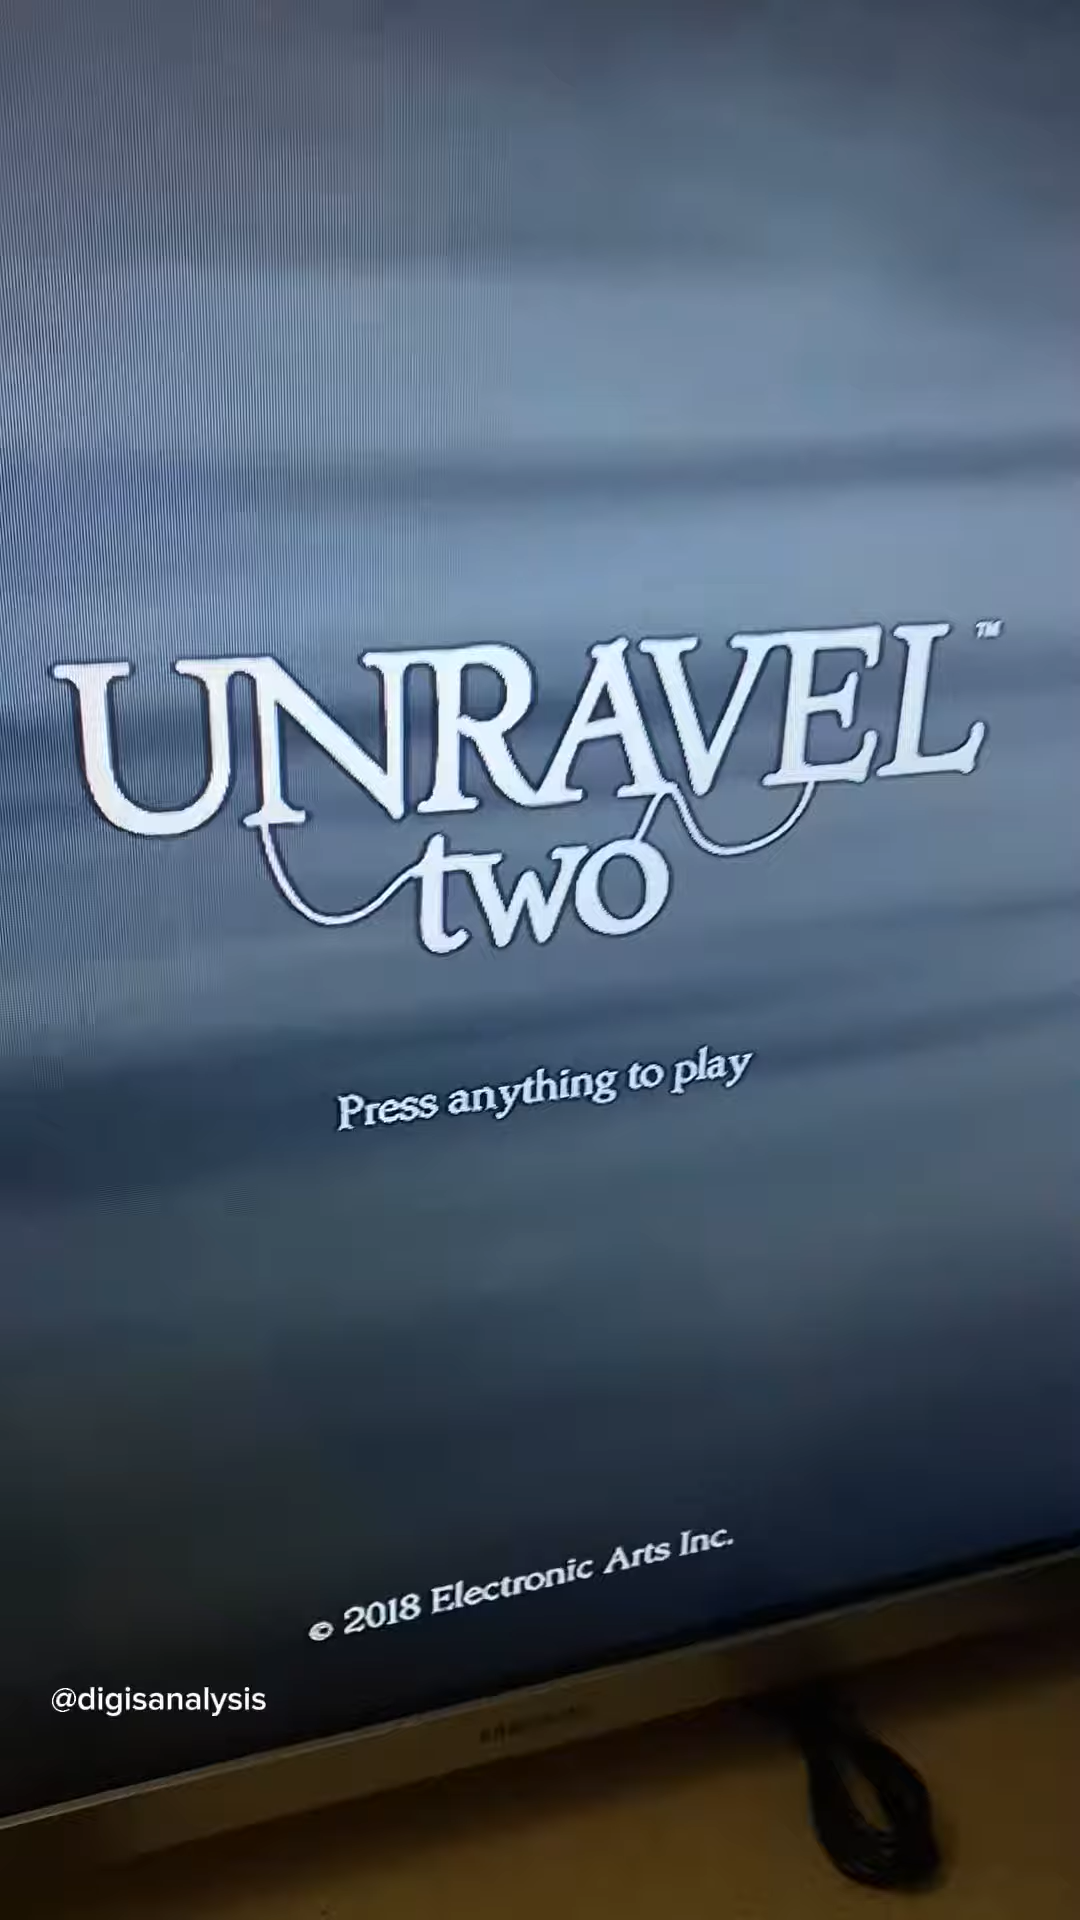 UNRAVEL™
two
Press anything to play
© 2018 Electronic Arts Inc.
@digisanalysis